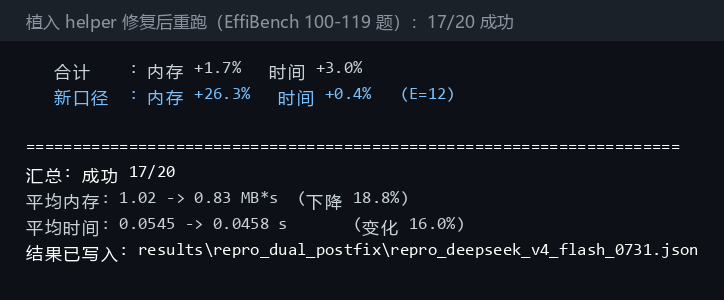 植入 helper 修复后重跑（EffiBench 100-119 题）：17/20 成功
合计    : 内存 +1.7%   时间 +3.0%
新口径  : 内存 +26.3%   时间 +0.4%   (E=12)
======================================================================
汇总: 成功 17/20
平均内存: 1.02 -> 0.83 MB*s  (下降 18.8%)
平均时间: 0.0545 -> 0.0458 s      (变化 16.0%)
结果已写入: results\repro_dual_postfix\repro_deepseek_v4_flash_0731.json